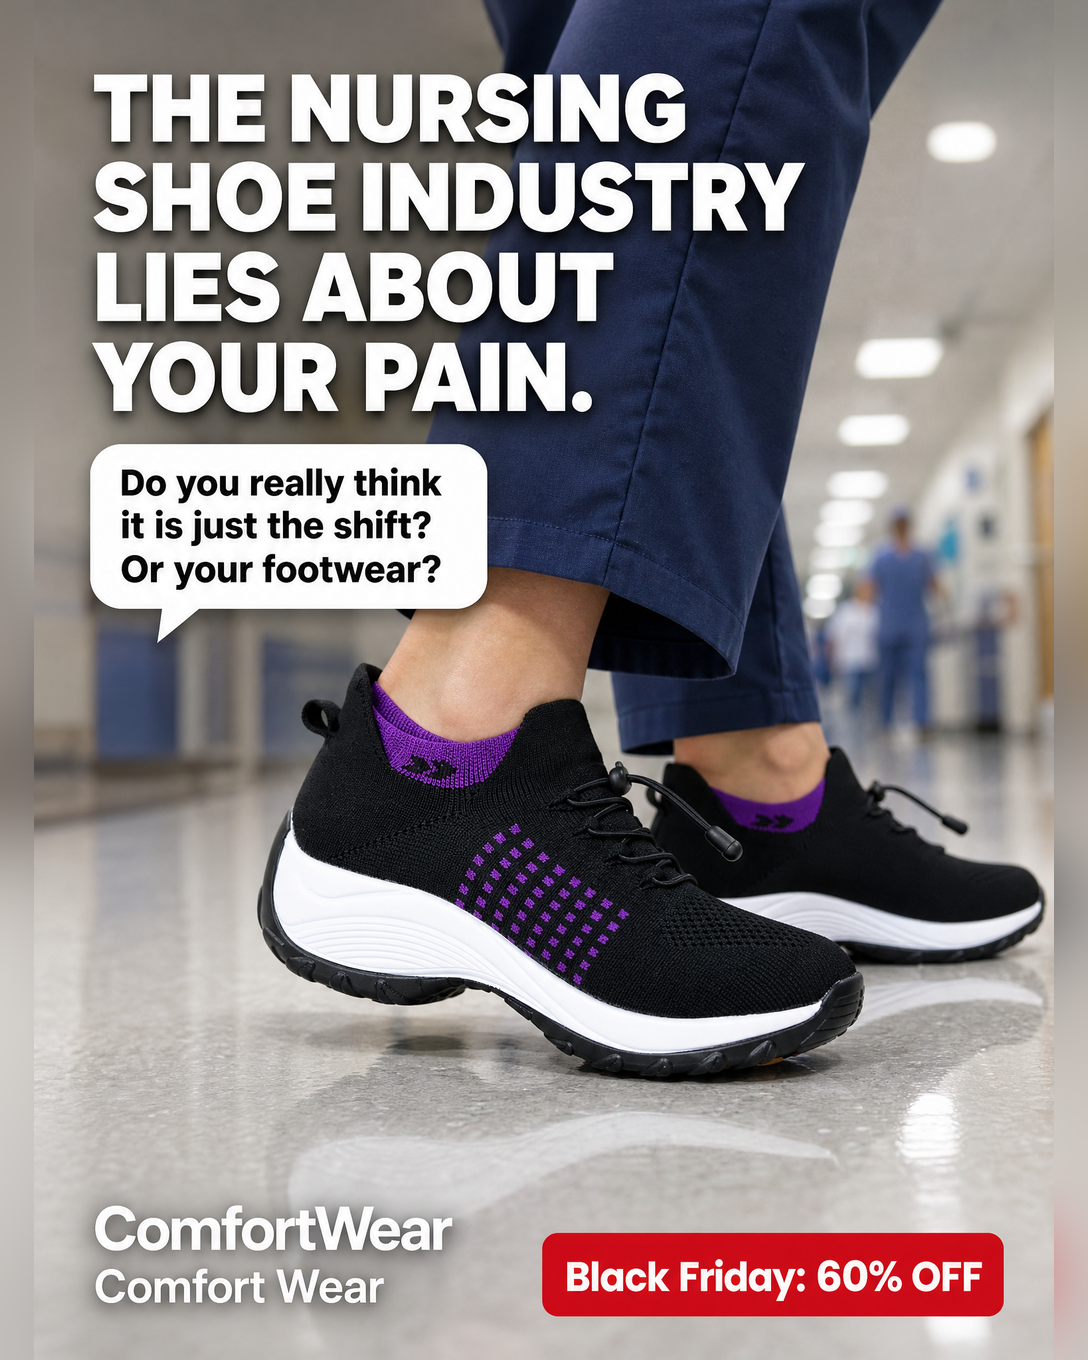 THE NURSING
SHOE INDUSTRY
LIES ABOUT
YOUR PAIN.
Do you really think
it is just the shift?
Or your footwear?
ComfortWear
Comfort Wear
Black Friday: 60% OFF